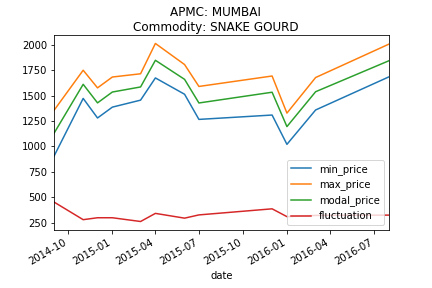 APMC: MUMBAI
Commodity: SNAKE GOURD
2000
1750
1500
1250
1000
750
500
250
min_price
max_price
modal_price
fluctuation
2014-10
2015-01
2015-04
2015-07
2015-10
2016-01
2016-04
2016-07
date